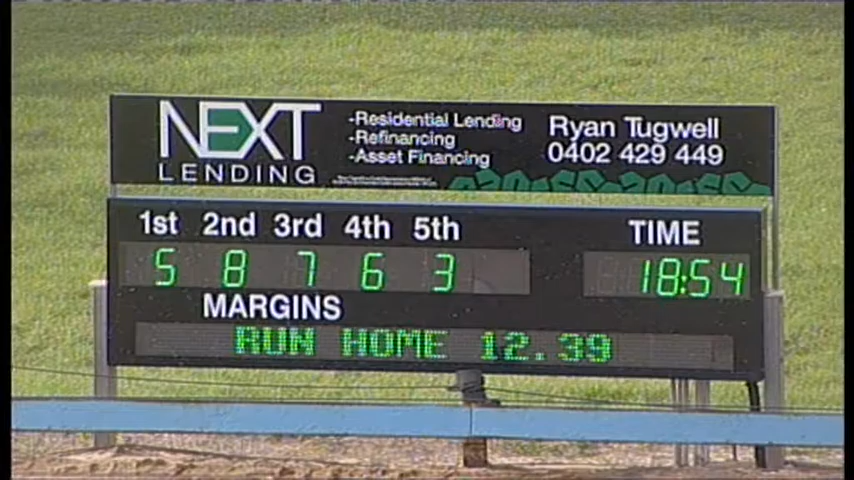 NEXT
LENDING
-Residential Lending
-Refinancing
-Asset Financing
Ryan Tugwell
0402 429 449
1st 2nd 3rd 4th 5th TIME
5 8 7 6 3 18:54
MARGINS
RUN HOME 12.39